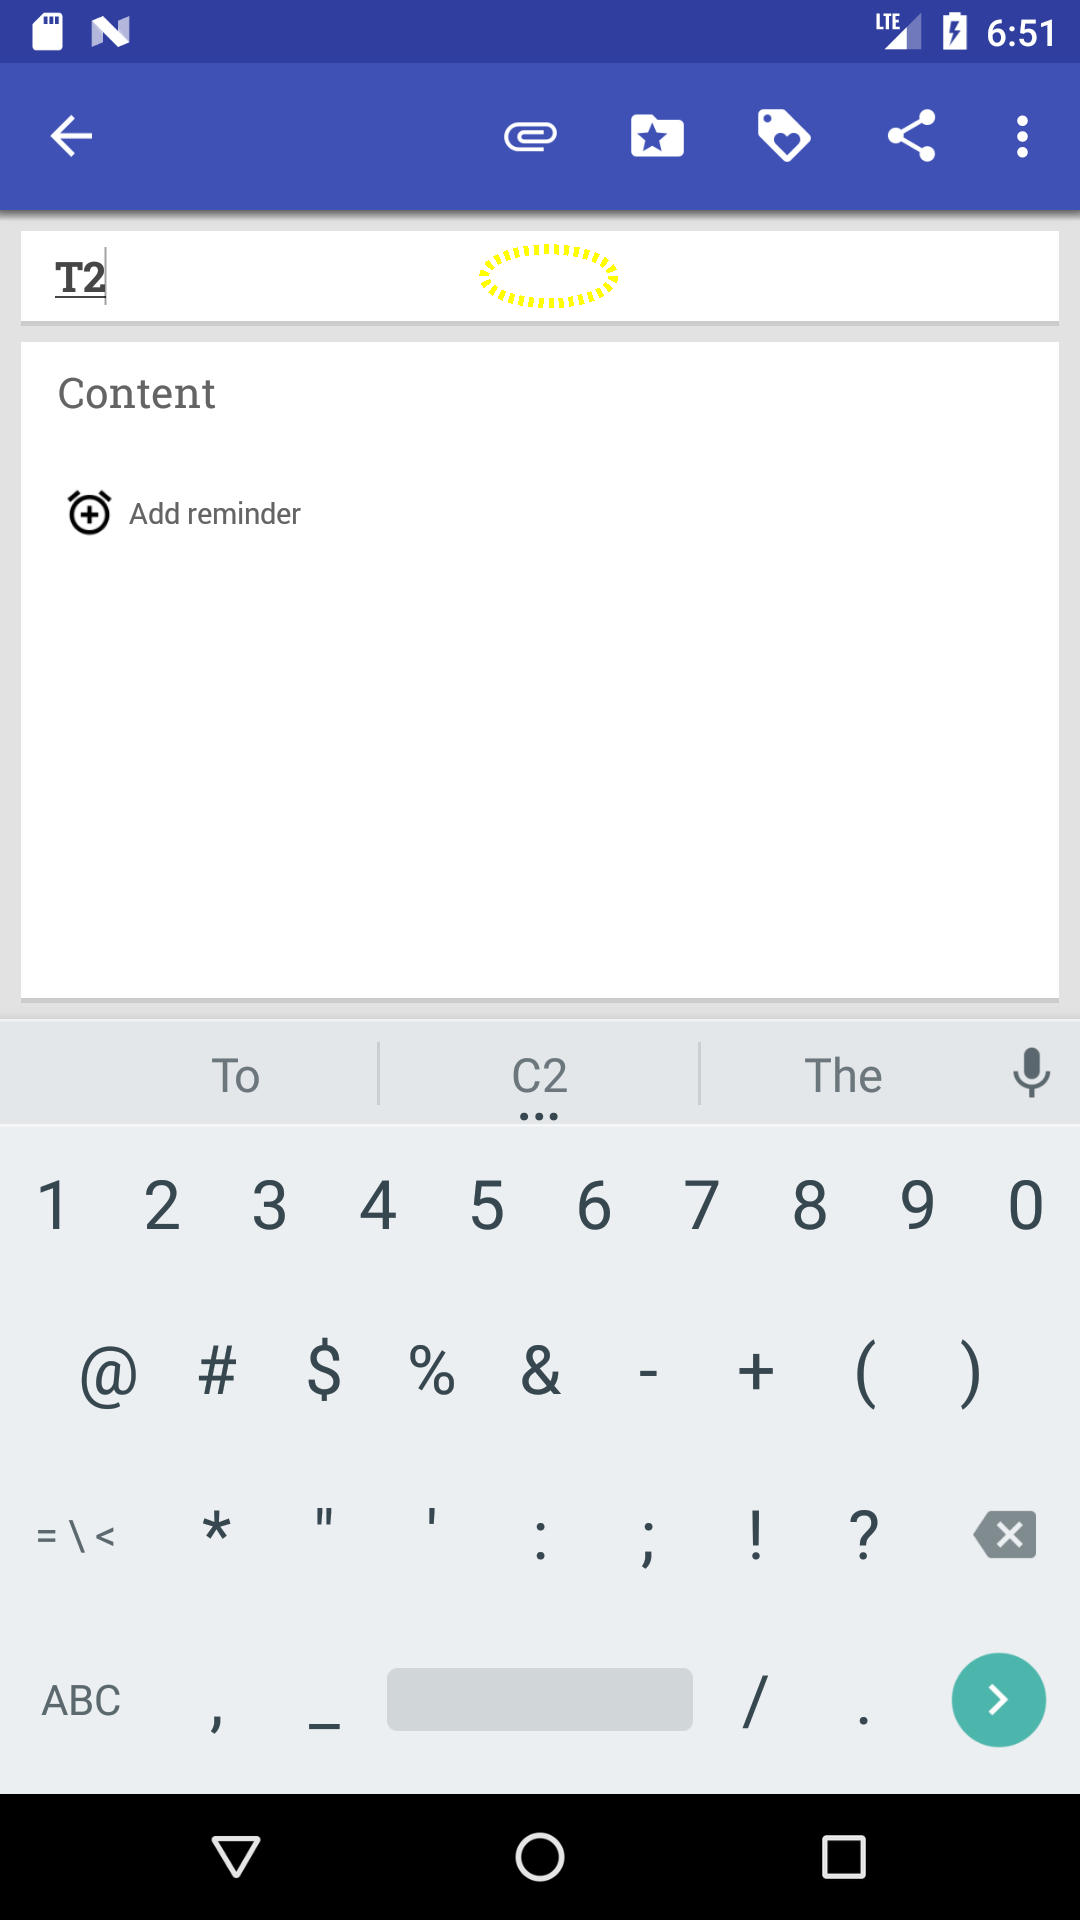 LTE 6:51
T2
Content
Add reminder
To C2 The
1 2 3 4 5 6 7 8 9 0
@ # $ % & - + ( )
= \ < * " ' : ; ! ?
ABC , _ / .